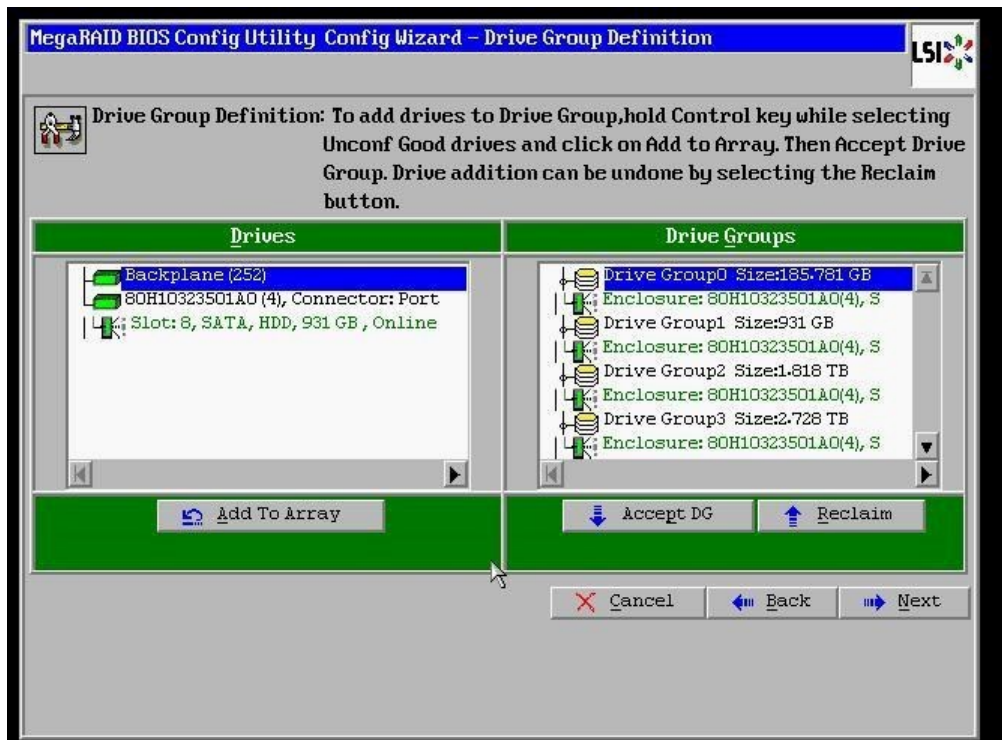 MegaRAID BIOS Config Utility Config Wizard – Drive Group Definition
LSI
Drive Group Definition: To add drives to Drive Group,hold Control key while selecting
Unconf Good drives and click on Add to Array. Then Accept Drive
Group. Drive addition can be undone by selecting the Reclaim
button.
Drives
Backplane (252)
80H10323501A0 (4), Connector: Port
Slot: 8, SATA, HDD, 931 GB , Online
Add To Array
Drive Groups
Drive Group0 Size:185.781 GB
Enclosure: 80H10323501A0(4), S
Drive Group1 Size:931 GB
Enclosure: 80H10323501A0(4), S
Drive Group2 Size:1.818 TB
Enclosure: 80H10323501A0(4), S
Drive Group3 Size:2.728 TB
Enclosure: 80H10323501A0(4), S
Accept DG
Reclaim
Cancel
Back
Next